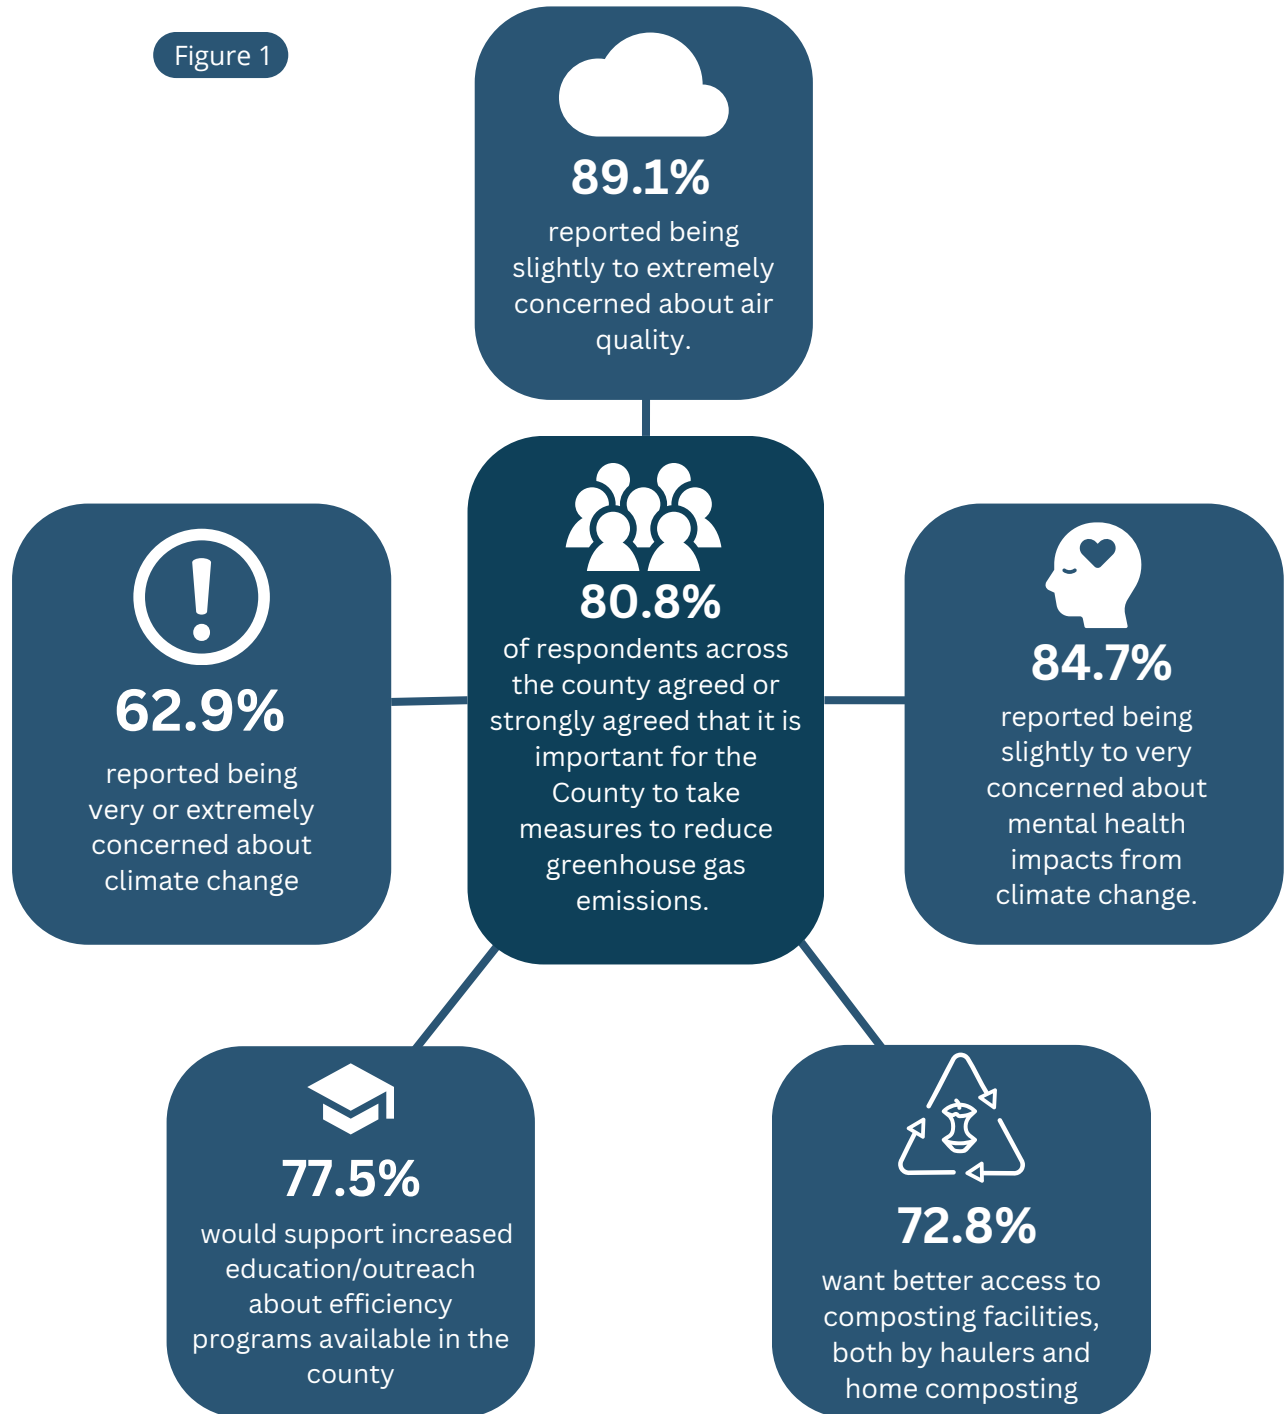 Figure 1
89.1%
reported being
slightly to extremely
concerned about air
quality.
80.8%
of respondents across
the county agreed or
strongly agreed that it is
important for the
County to take
measures to reduce
greenhouse gas
emissions.
62.9%
reported being
very or extremely
concerned about
climate change
84.7%
reported being
slightly to very
concerned about
mental health
impacts from
climate change.
77.5%
would support increased
education/outreach
about efficiency
programs available in the
county
72.8%
want better access to
composting facilities,
both by haulers and
home composting